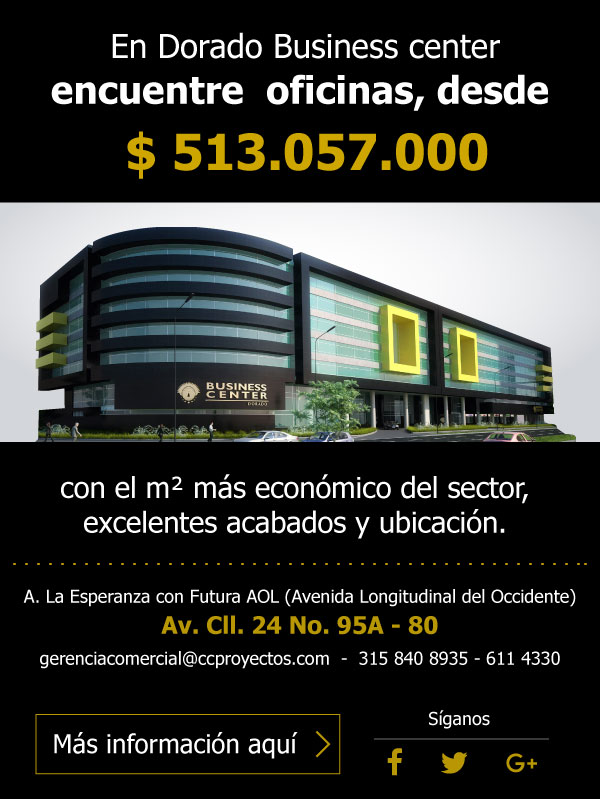 En Dorado Business center
encuentre oficinas, desde
$ 513.057.000
BUSINESS
CENTER
DORADO
con el m² más económico del sector,
excelentes acabados y ubicación.
A. La Esperanza con Futura AOL (Avenida Longitudinal del Occidente)
Av. Cll. 24 No. 95A - 80
gerenciacomercial@ccproyectos.com - 315 840 8935 - 611 4330
Más información aquí
Síganos
G+